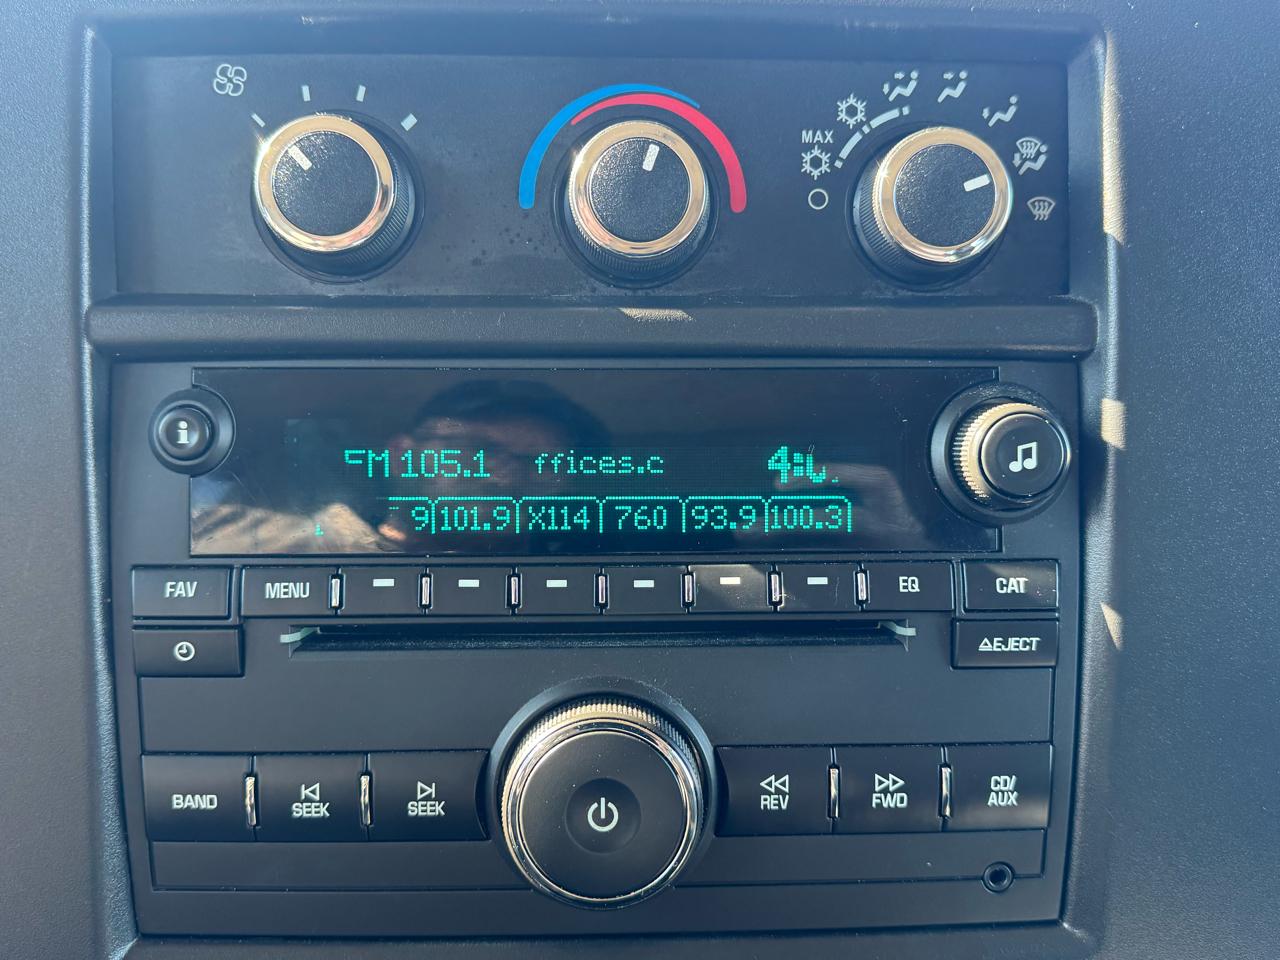 MAX
i
FM 105.1 ffices.c
9 101.9 X114 760 93.9 100.3
FAV MENU EQ CAT
EJECT
BAND SEEK SEEK REV FWD CD/
AUX